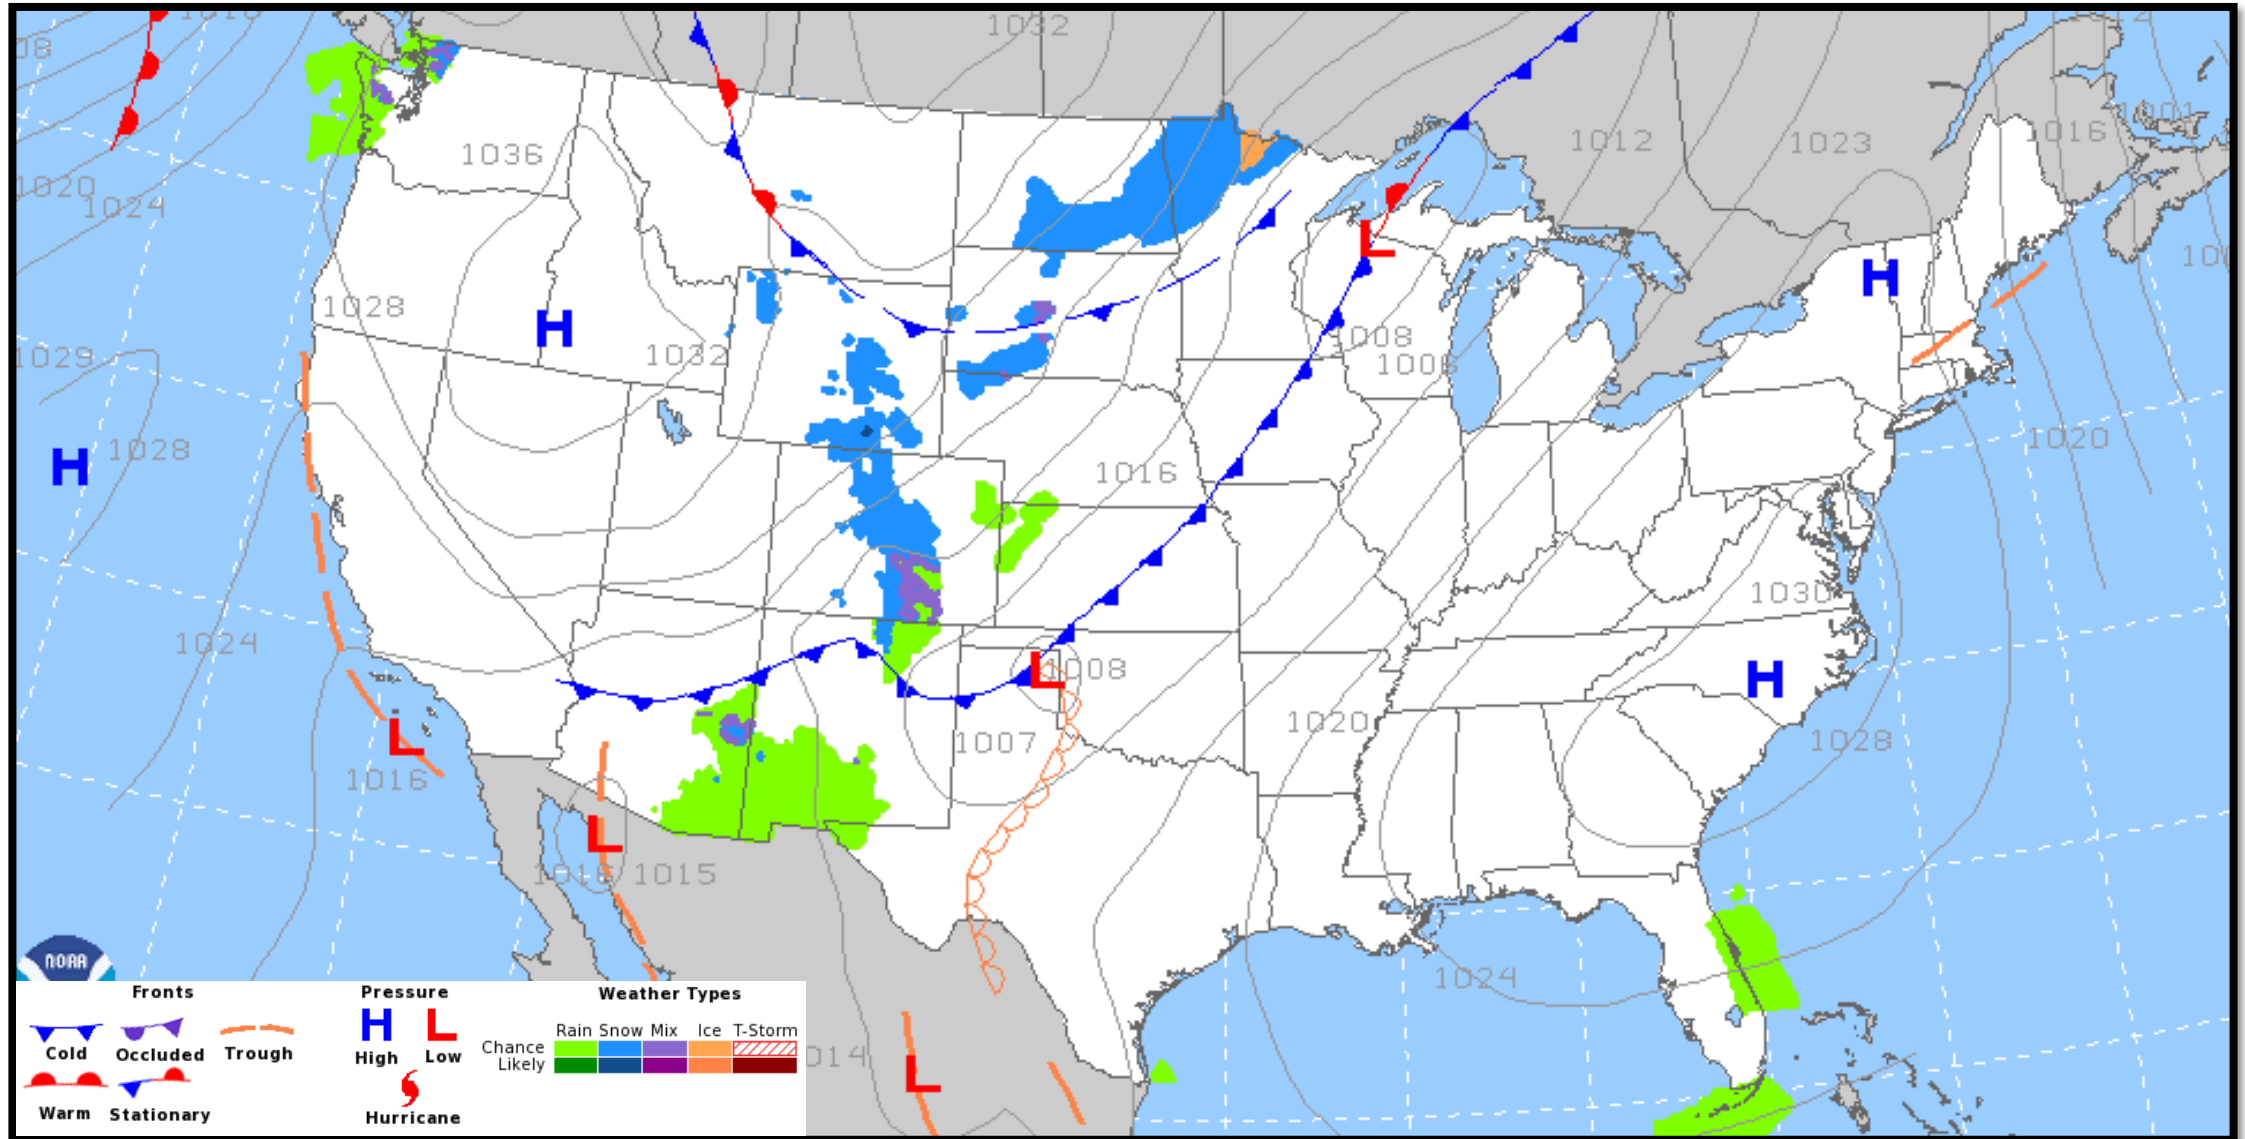 1032
1012
1001
1016
1036
1012
1023
1020
1024
1028
1032
1029
1008
1028
1016
1020
1030
1024
1008
1020
1007
1028
1016
1015
1024
H
H
H
H
L
L
L
L
L
NOAA
Fronts
Pressure
Weather Types
H
L
Rain Snow Mix Ice T-Storm
Cold Occluded Trough
High Low
Chance
Likely
Warm Stationary
Hurricane